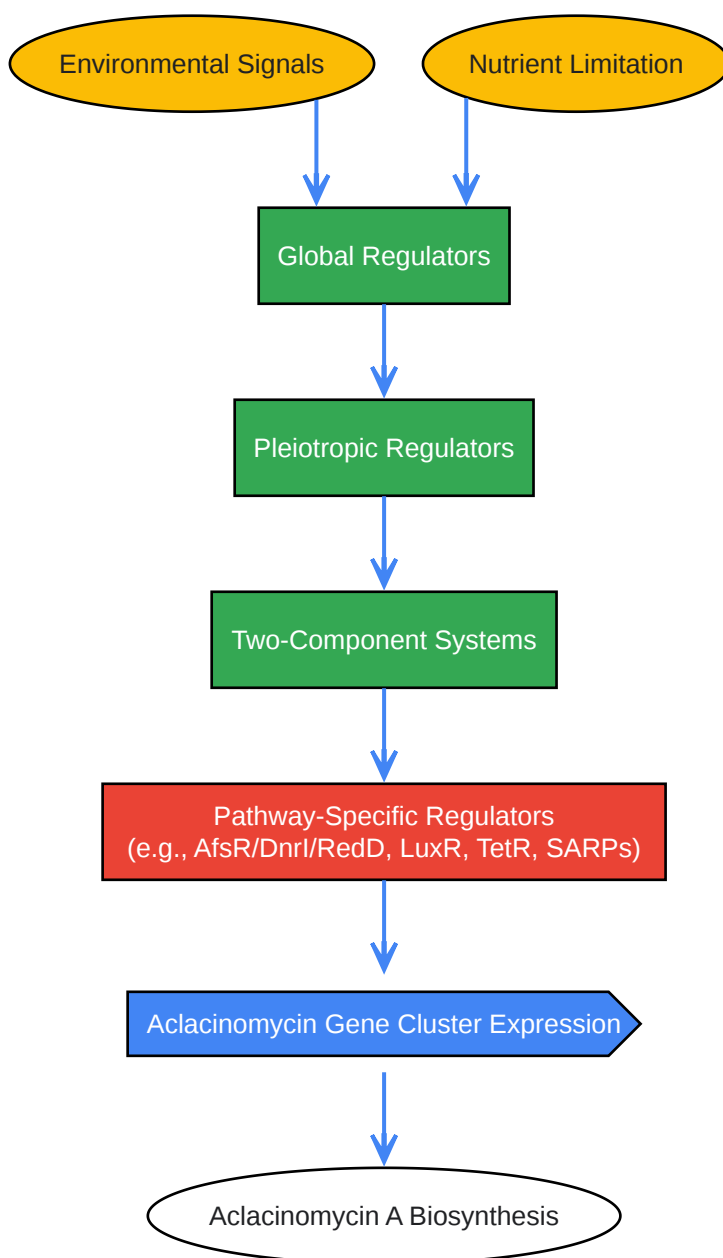 Environmental Signals
Nutrient Limitation
Global Regulators
Pleiotropic Regulators
Two-Component Systems
Pathway-Specific Regulators
(e.g., AfsR/DnrI/RedD, LuxR, TetR, SARPs)
Aclacinomycin Gene Cluster Expression
Aclacinomycin A Biosynthesis